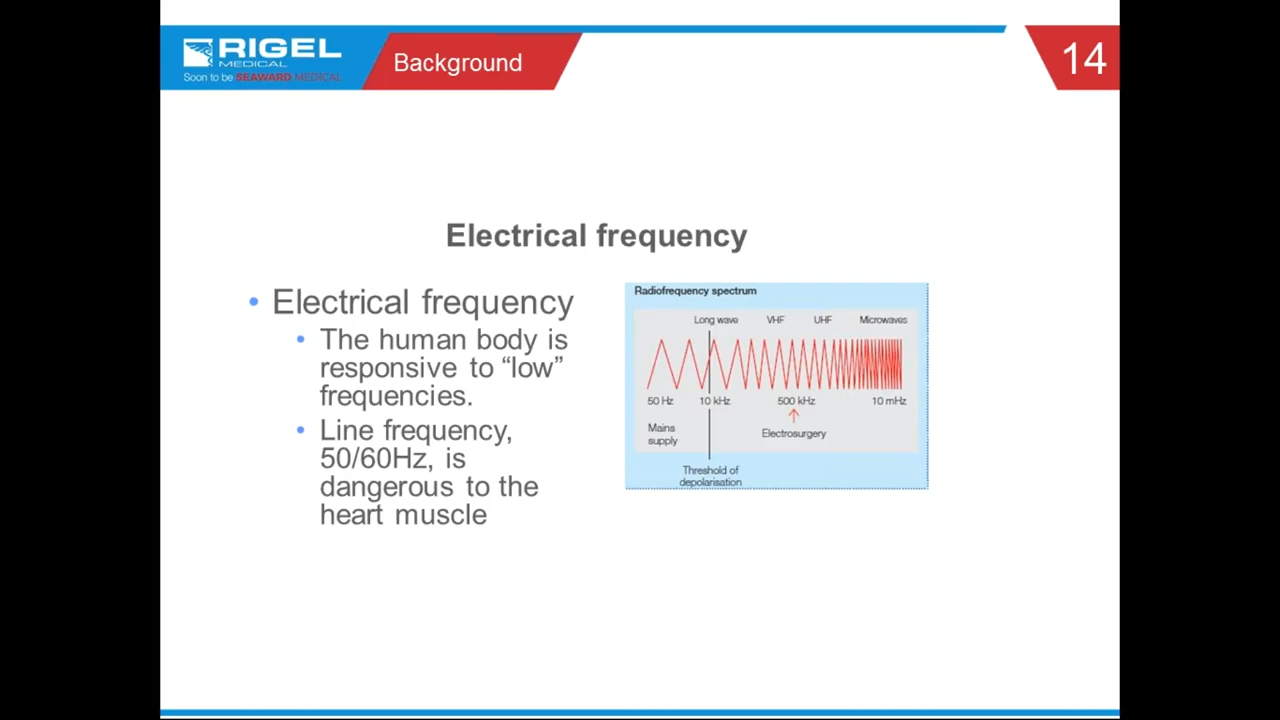 RIGEL
MEDICAL
Soon to be SEAWARD MEDICAL
Background
14
Electrical frequency
• Electrical frequency
• The human body is
responsive to “low”
frequencies.
• Line frequency,
50/60Hz, is
dangerous to the
heart muscle
Radiofrequency spectrum
Long wave VHF UHF Microwaves
50 Hz 10 kHz 500 kHz 10 mHz
Mains
supply
Electrosurgery
Threshold of
depolarisation